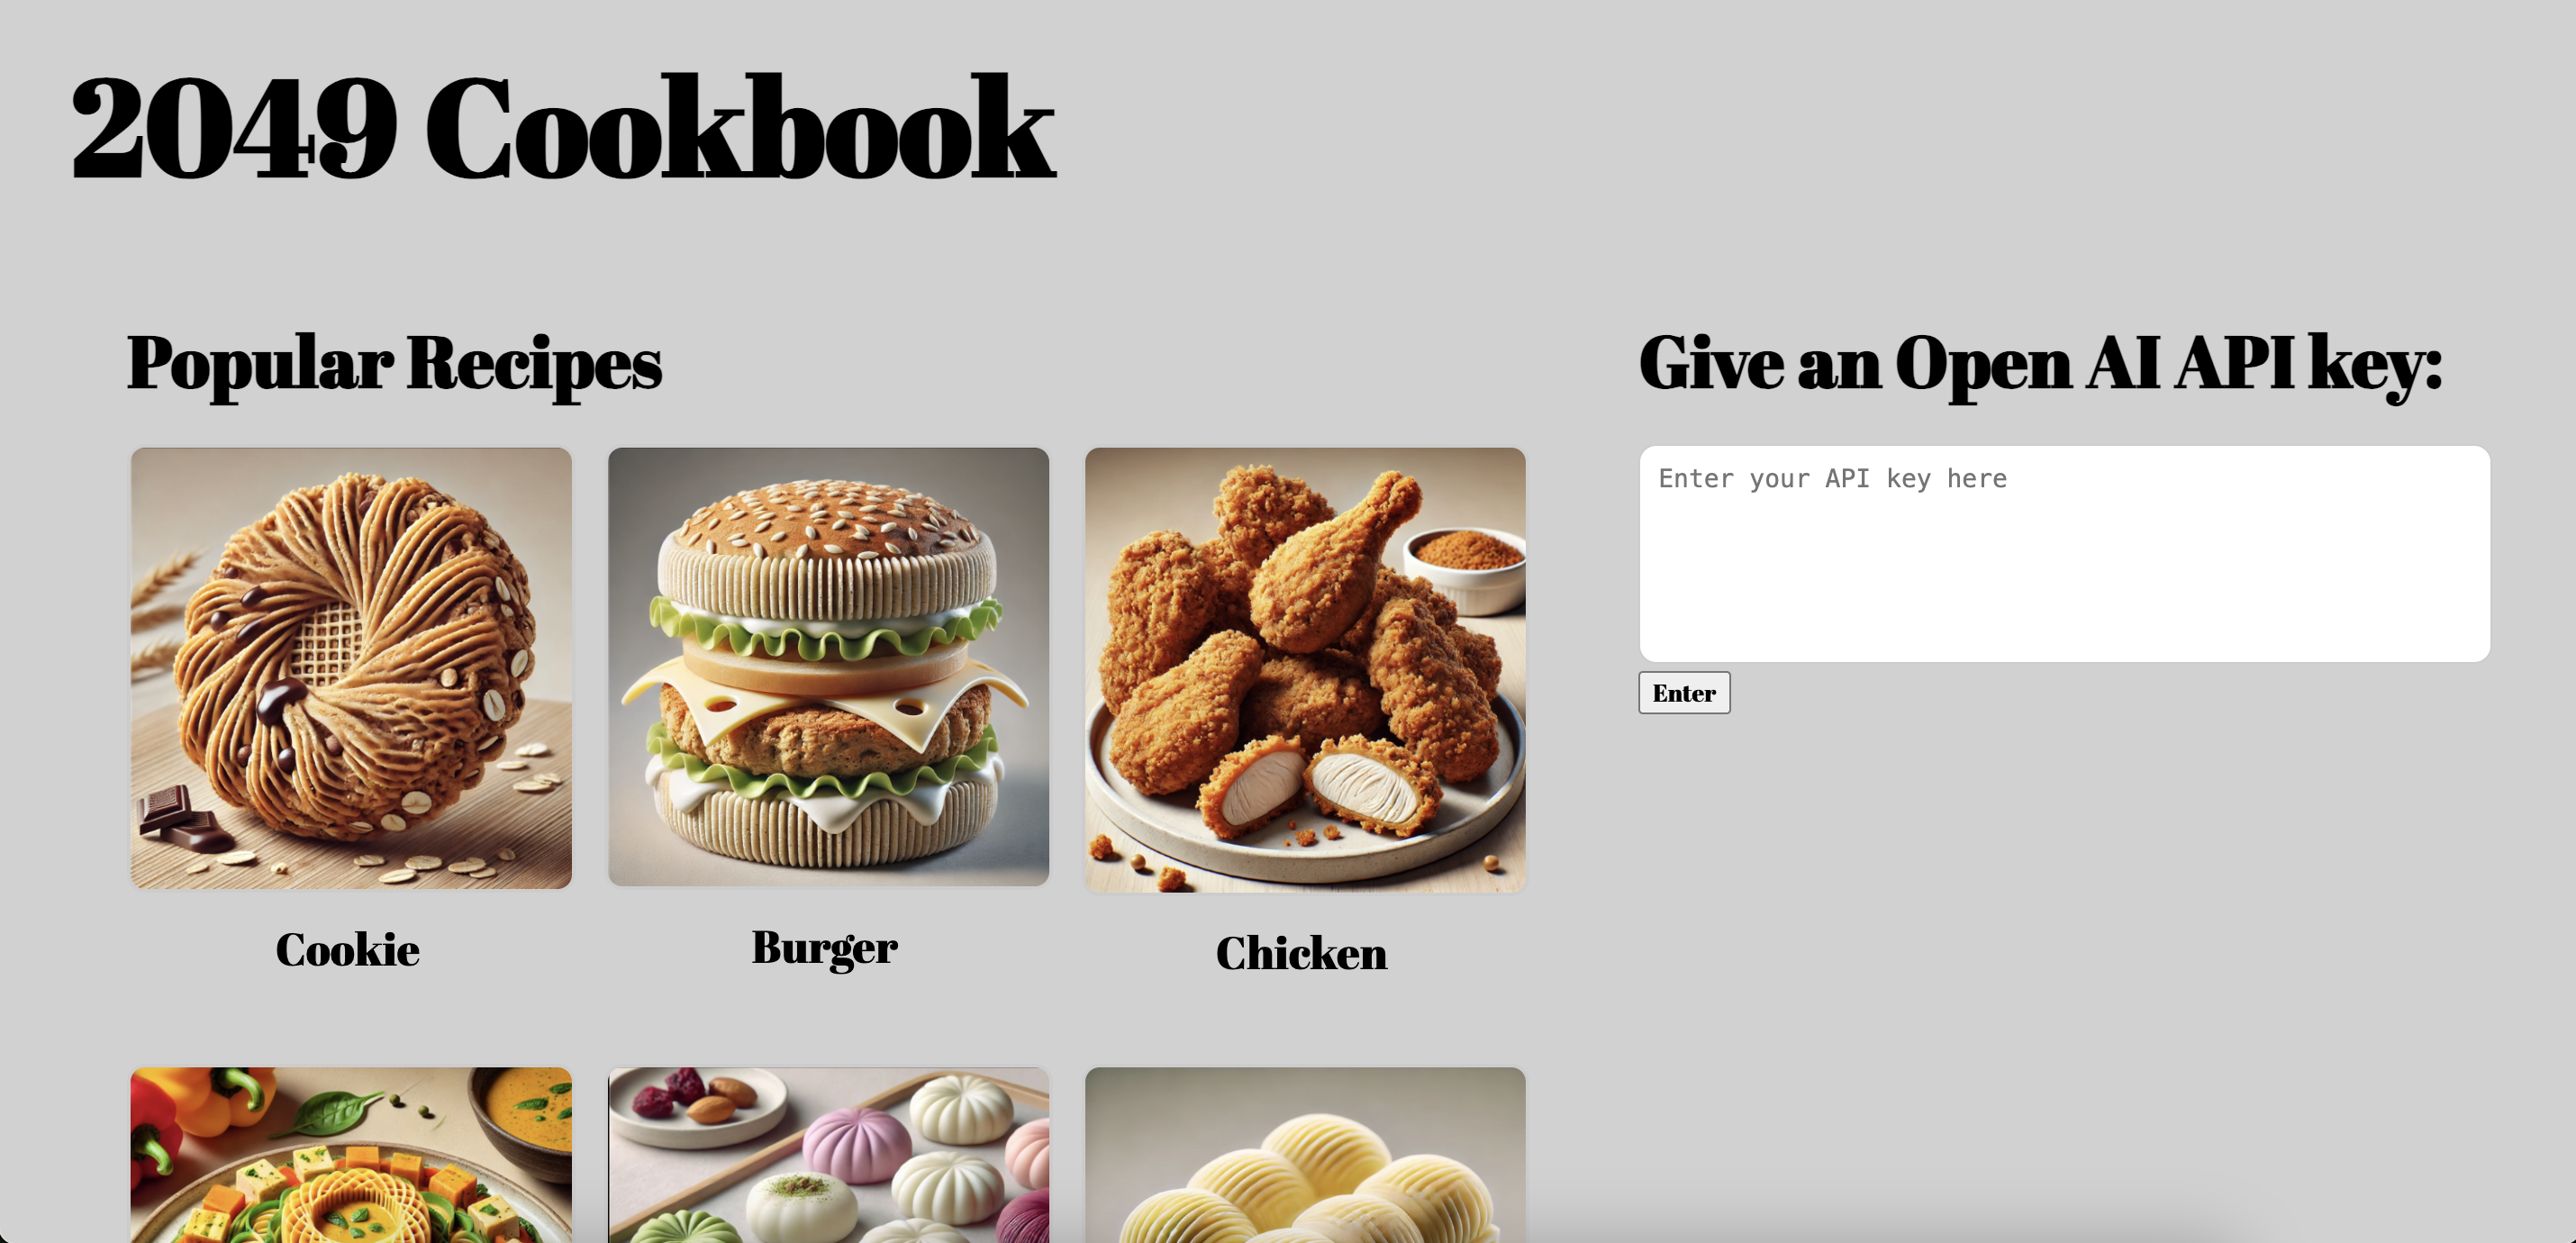 2049 Cookbook
Popular Recipes
Give an Open AI API key:
Enter your API key here
Enter
Cookie
Burger
Chicken